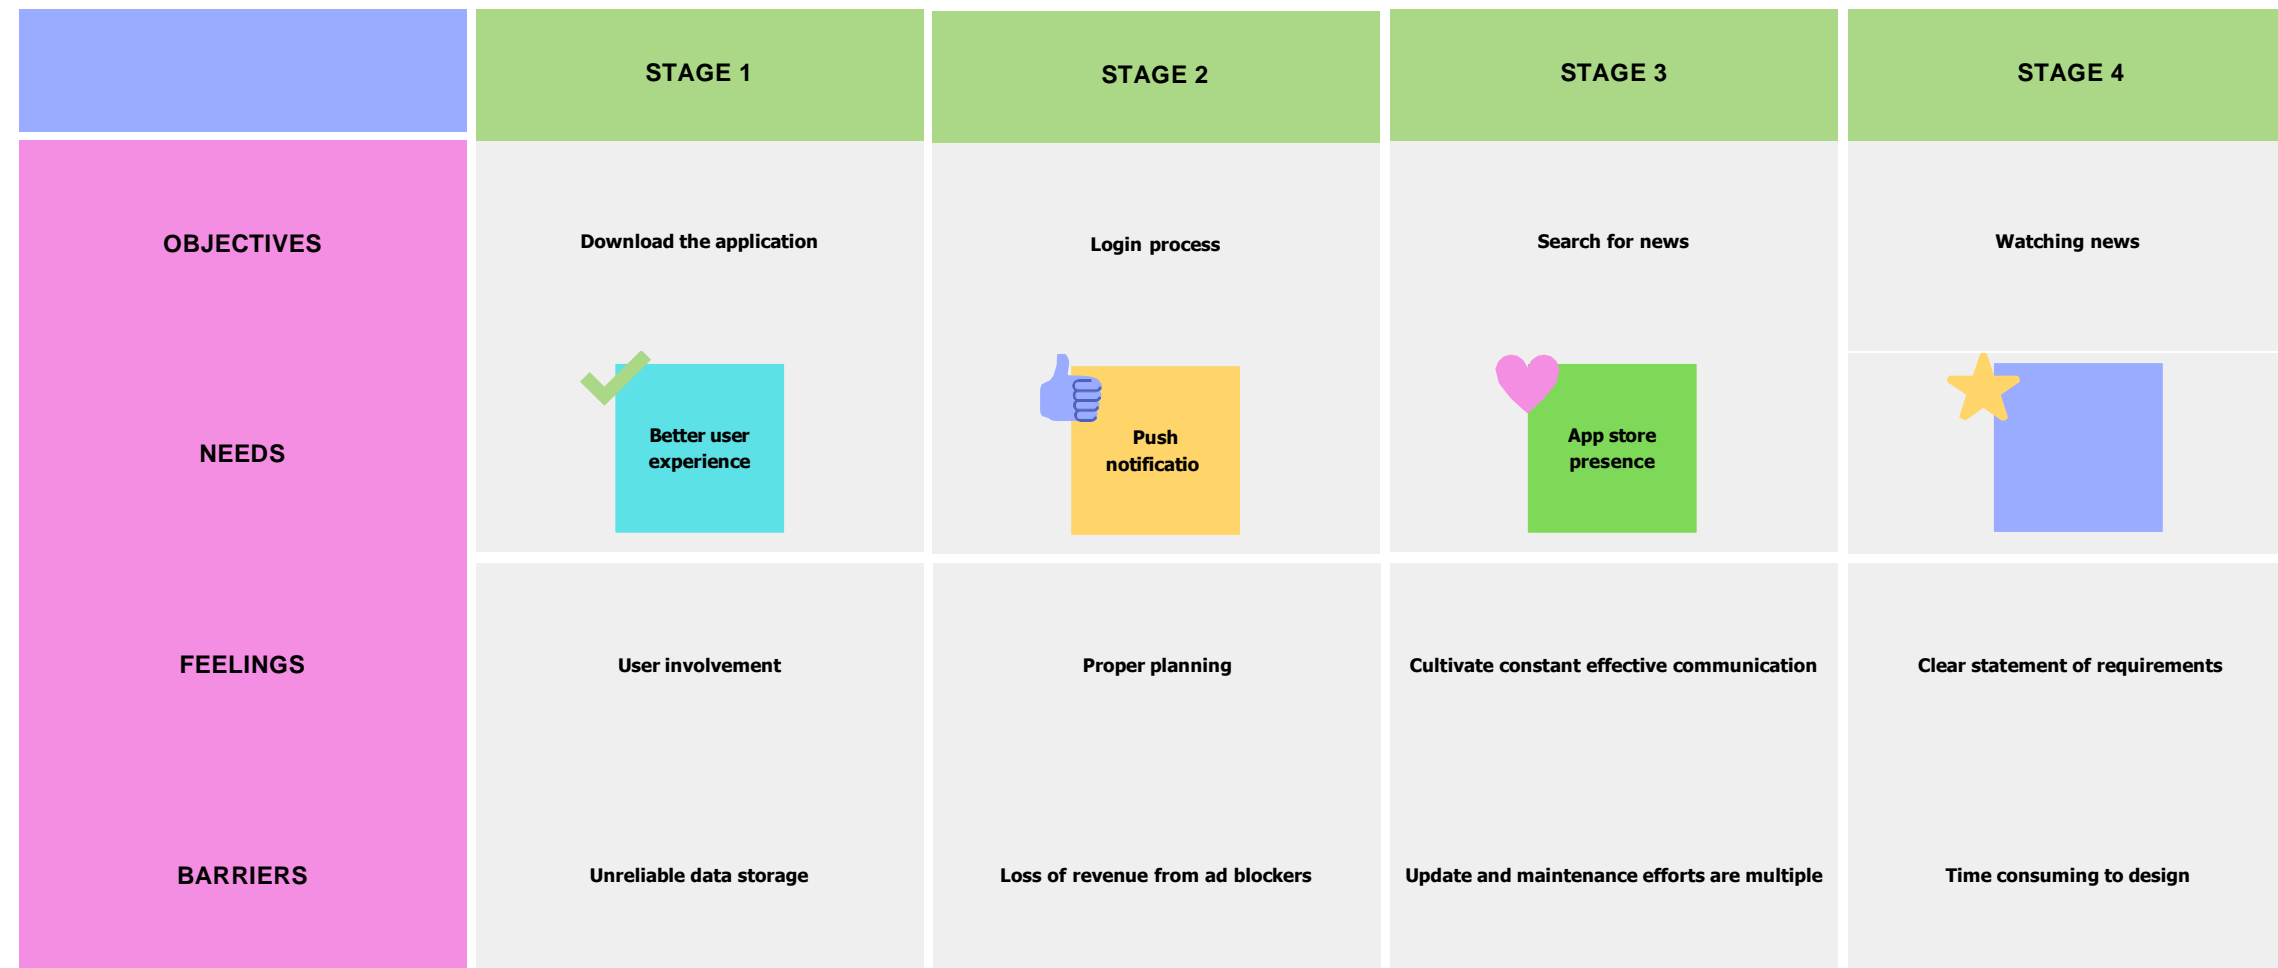 STAGE 1
STAGE 2
STAGE 3
STAGE 4
OBJECTIVES
Download the application
Login process
Search for news
Watching news
NEEDS
Better user
experience
Push
notificatio
App store
presence
FEELINGS
User involvement
Proper planning
Cultivate constant effective communication
Clear statement of requirements
BARRIERS
Unreliable data storage
Loss of revenue from ad blockers
Update and maintenance efforts are multiple
Time consuming to design